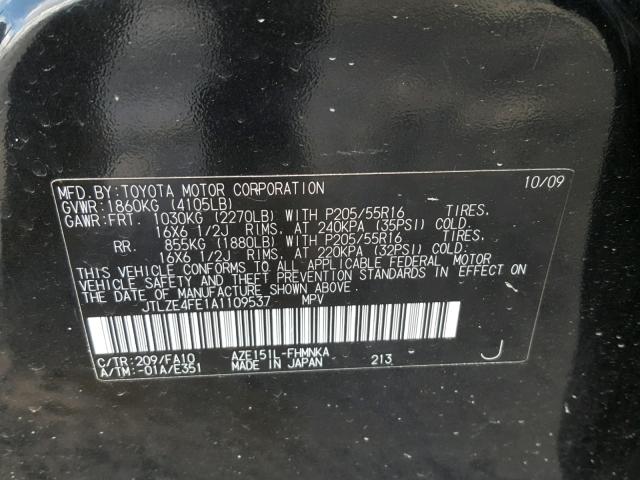 MFD.BY:TOYOTA MOTOR CORPORATION 10/09
GVWR:1860KG (4105LB)
GAWR:FRT. 1030KG (2270LB) WITH P205/55R16 TIRES.
16X6 1/2J RIMS. AT 240KPA (35PSI) COLD.
RR. 855KG (1880LB) WITH P205/55R16 TIRES.
16X6 1/2J RIMS. AT 220KPA (32PSI) COLD.
THIS VEHICLE CONFORMS TO ALL APPLICABLE FEDERAL MOTOR
VEHICLE SAFETY AND THEFT PREVENTION STANDARDS IN EFFECT ON
THE DATE OF MANUFACTURE SHOWN ABOVE.
JTLZE4FE1A1109537 MPV
C/TR:209/FA10 AZE151L-FHMNKA
A/TM:-01A/E351 MADE IN JAPAN 213 J